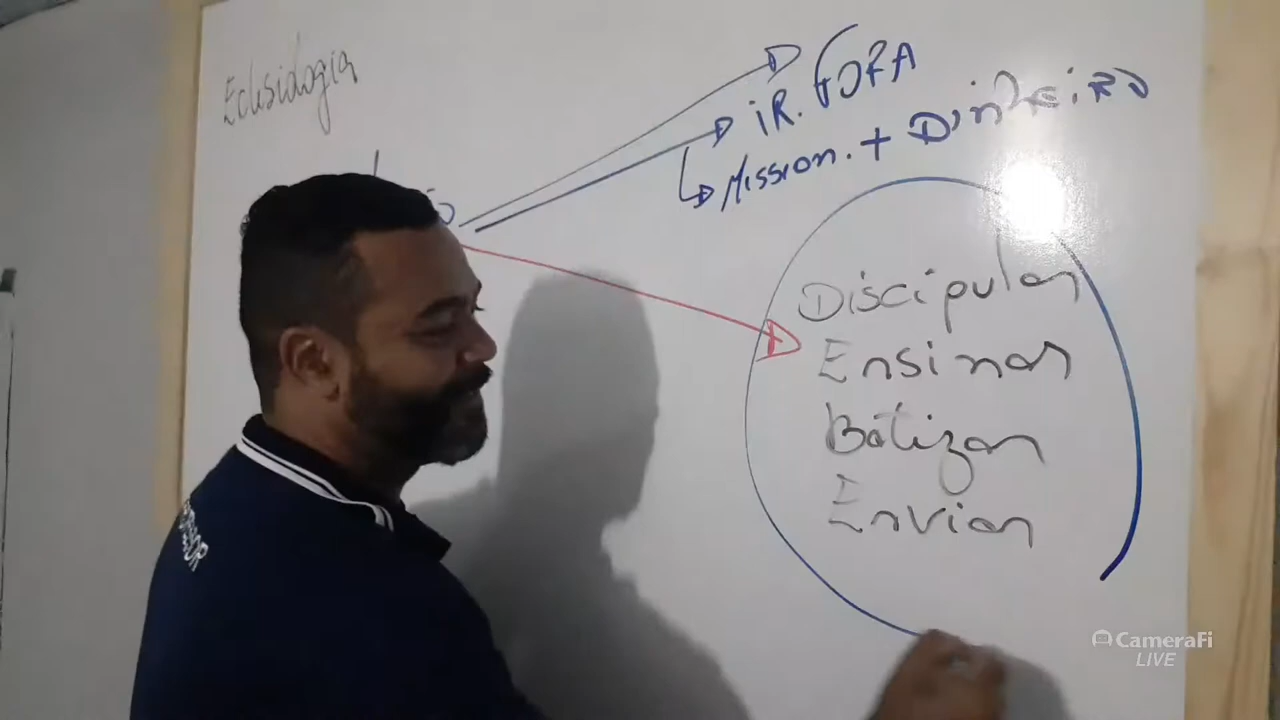 Eclesiologia
iR. FORA
Mission. + Dinheiro
Discipular
Ensinar
Batizar
Enviar
CameraFi
LIVE